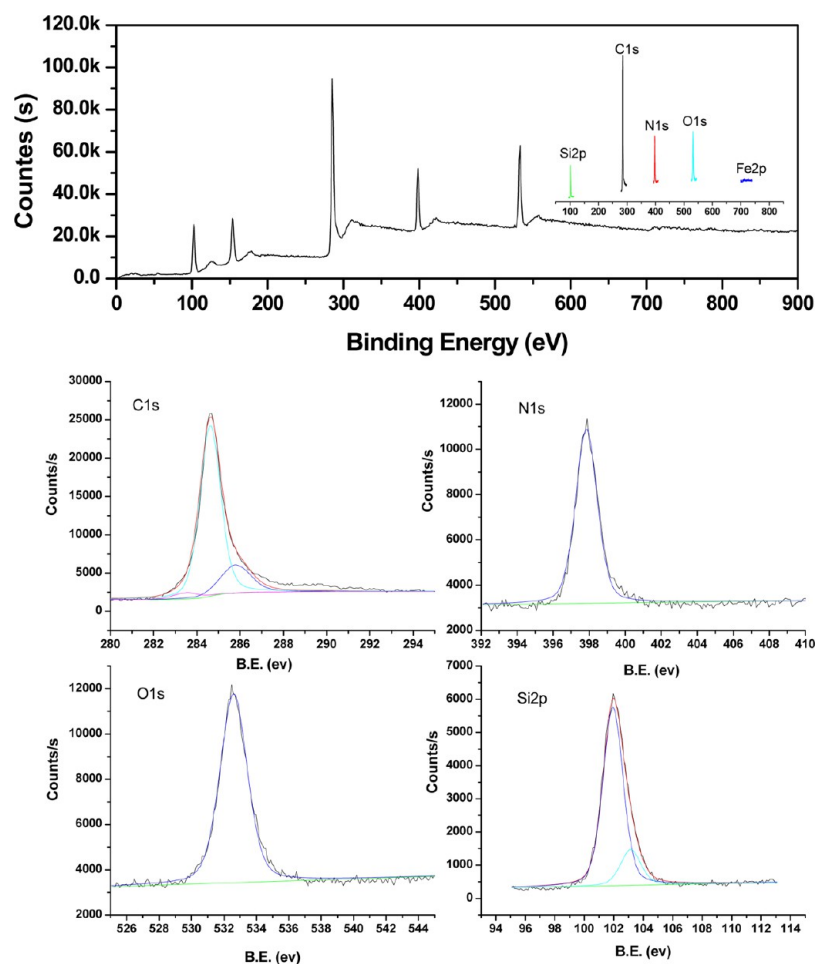 Countes (s)
120.0k
100.0k
80.0k
60.0k
40.0k
20.0k
0.0
0 100 200 300 400 500 600 700 800 900
Binding Energy (eV)
C1s
N1s O1s
Si2p Fe2p
100 200 300 400 500 600 700 800
C1s
Counts/s
30000
25000
20000
15000
10000
5000
0
280 282 284 286 288 290 292 294
B.E. (ev)
N1s
Counts/s
12000
10000
8000
6000
4000
2000
392 394 396 398 400 402 404 406 408 410
B.E. (ev)
O1s
Counts/s
12000
10000
8000
6000
4000
2000
526 528 530 532 534 536 538 540 542 544
B.E. (ev)
Si2p
Counts/s
7000
6000
5000
4000
3000
2000
1000
0
94 96 98 100 102 104 106 108 110 112 114
B.E. (ev)